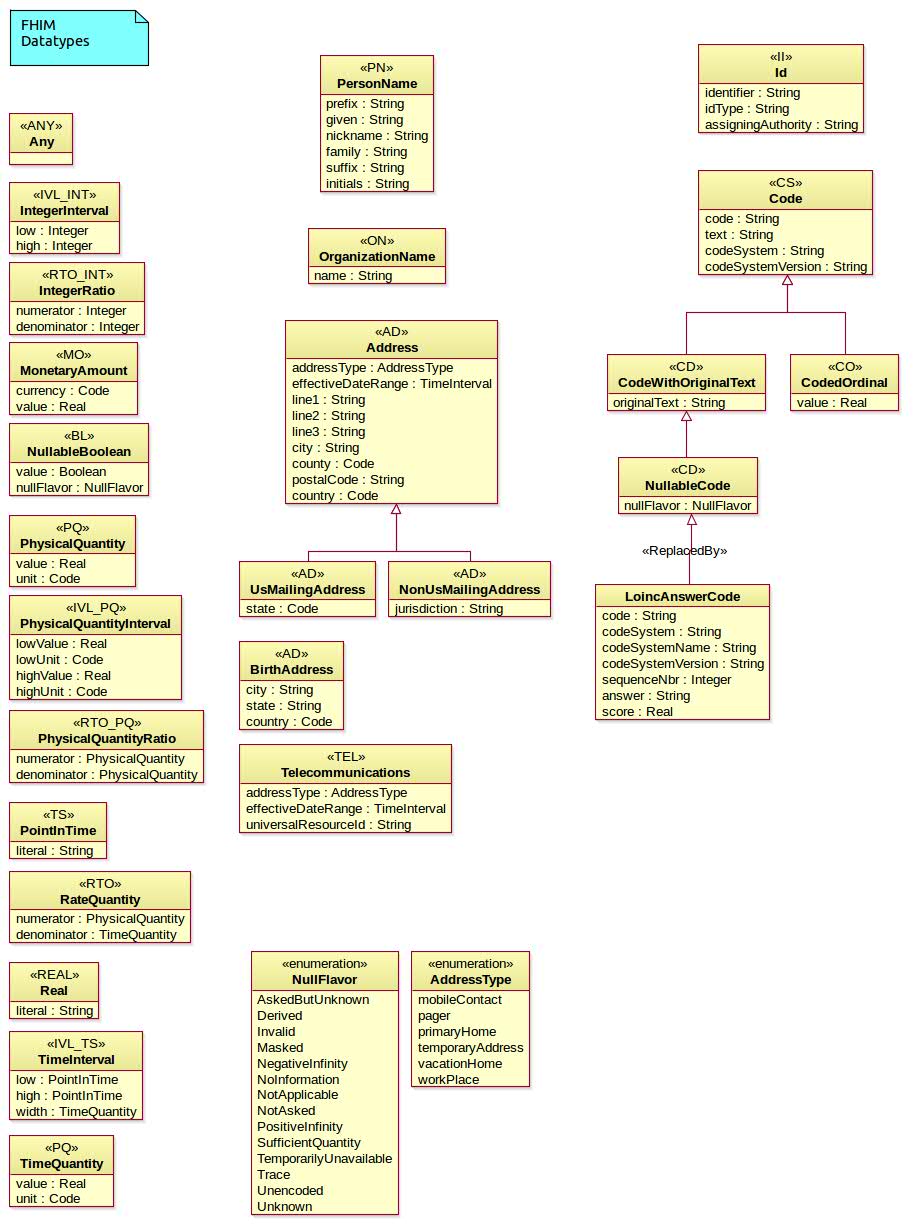 FHIM
Datatypes
«ANY»
Any
«IVL_INT»
IntegerInterval
low : Integer
high : Integer
«RTO_INT»
IntegerRatio
numerator : Integer
denominator : Integer
«MO»
MonetaryAmount
currency : Code
value : Real
«BL»
NullableBoolean
value : Boolean
nullFlavor : NullFlavor
«PQ»
PhysicalQuantity
value : Real
unit : Code
«IVL_PQ»
PhysicalQuantityInterval
lowValue : Real
lowUnit : Code
highValue : Real
highUnit : Code
«RTO_PQ»
PhysicalQuantityRatio
numerator : PhysicalQuantity
denominator : PhysicalQuantity
«TS»
PointInTime
literal : String
«RTO»
RateQuantity
numerator : PhysicalQuantity
denominator : TimeQuantity
«REAL»
Real
literal : String
«IVL_TS»
TimeInterval
low : PointInTime
high : PointInTime
width : TimeQuantity
«PQ»
TimeQuantity
value : Real
unit : Code
«PN»
PersonName
prefix : String
given : String
nickname : String
family : String
suffix : String
initials : String
«ON»
OrganizationName
name : String
«AD»
Address
addressType : AddressType
effectiveDateRange : TimeInterval
line1 : String
line2 : String
line3 : String
city : String
county : Code
postalCode : String
country : Code
«AD»
UsMailingAddress
state : Code
«AD»
NonUsMailingAddress
jurisdiction : String
«AD»
BirthAddress
city : String
state : String
country : Code
«TEL»
Telecommunications
addressType : AddressType
effectiveDateRange : TimeInterval
universalResourceId : String
«enumeration»
NullFlavor
AskedButUnknown
Derived
Invalid
Masked
NegativeInfinity
NoInformation
NotApplicable
NotAsked
PositiveInfinity
SufficientQuantity
TemporarilyUnavailable
Trace
Unencoded
Unknown
«enumeration»
AddressType
mobileContact
pager
primaryHome
temporaryAddress
vacationHome
workPlace
«II»
Id
identifier : String
idType : String
assigningAuthority : String
«CS»
Code
code : String
text : String
codeSystem : String
codeSystemVersion : String
«CD»
CodeWithOriginalText
originalText : String
«CO»
CodedOrdinal
value : Real
«CD»
NullableCode
nullFlavor : NullFlavor
«ReplacedBy»
LoincAnswerCode
code : String
codeSystem : String
codeSystemName : String
codeSystemVersion : String
sequenceNbr : Integer
answer : String
score : Real